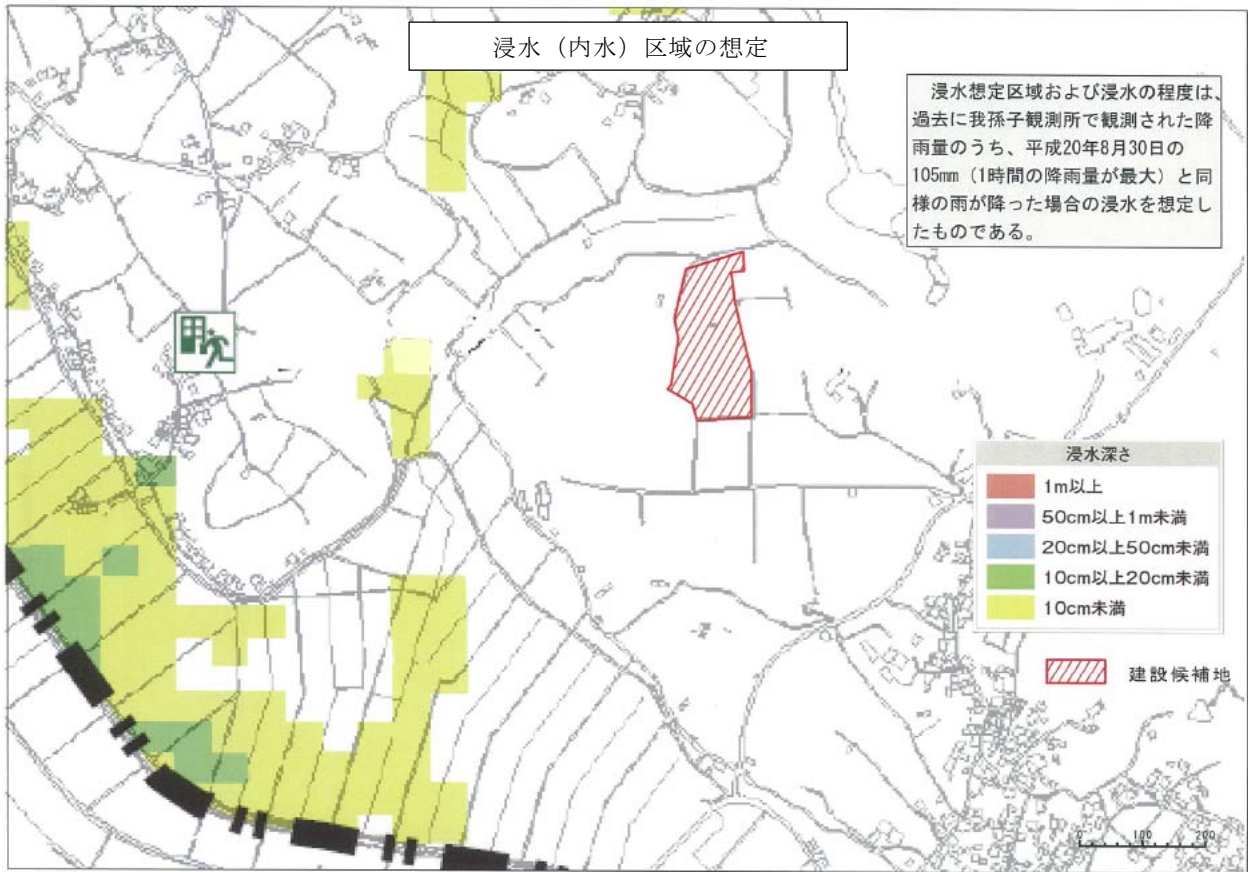 浸水（内水）区域の想定
浸水想定区域および浸水の程度は、
過去に我孫子観測所で観測された降
雨量のうち、平成20年8月30日の
105mm（1時間の降雨量が最大）と同
様の雨が降った場合の浸水を想定し
たものである。
浸水深さ
1m以上
50cm以上1m未満
20cm以上50cm未満
10cm以上20cm未満
10cm未満
建設候補地
0 100 200